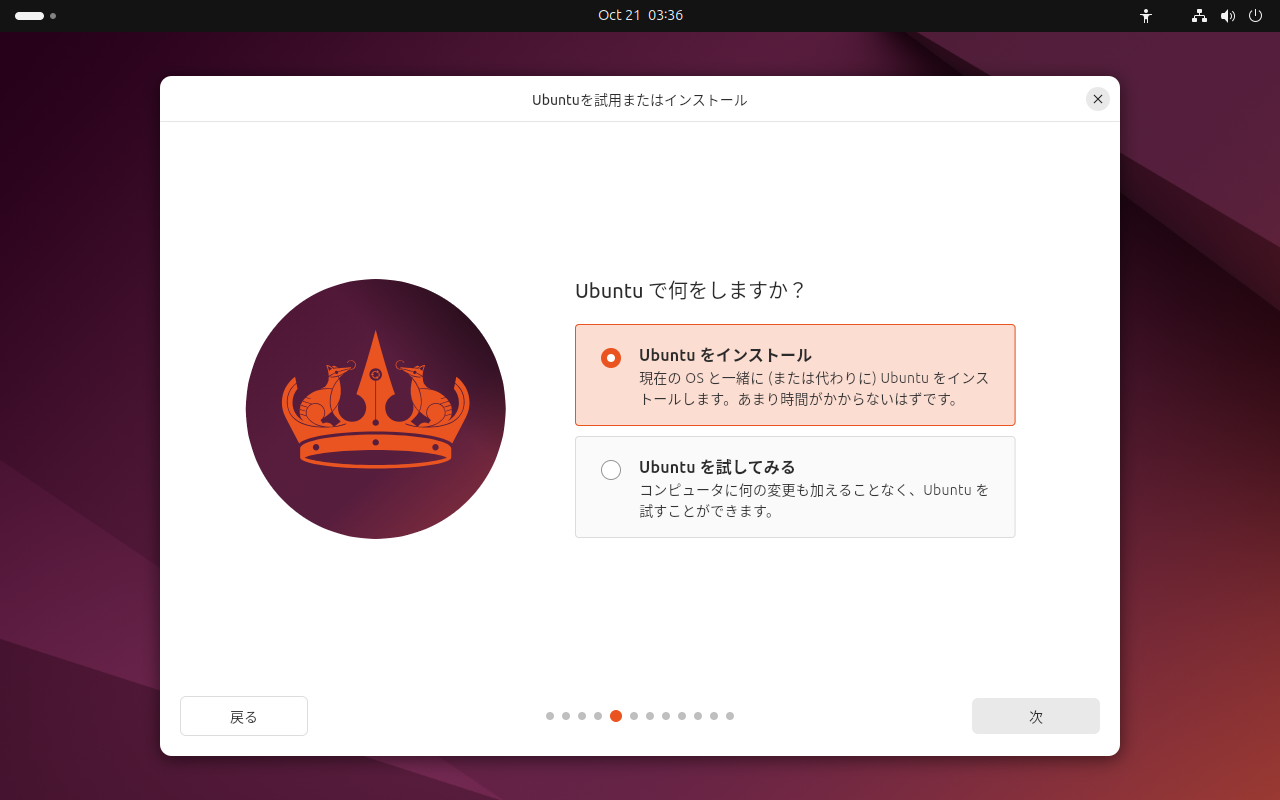 Oct 21 03:36
Ubuntuを試用またはインストール
Ubuntu で何をしますか？
Ubuntu をインストール
現在の OS と一緒に (または代わりに) Ubuntu をインス
トールします。あまり時間がかからないはずです。
Ubuntu を試してみる
コンピュータに何の変更も加えることなく、Ubuntu を
試すことができます。
戻る
次